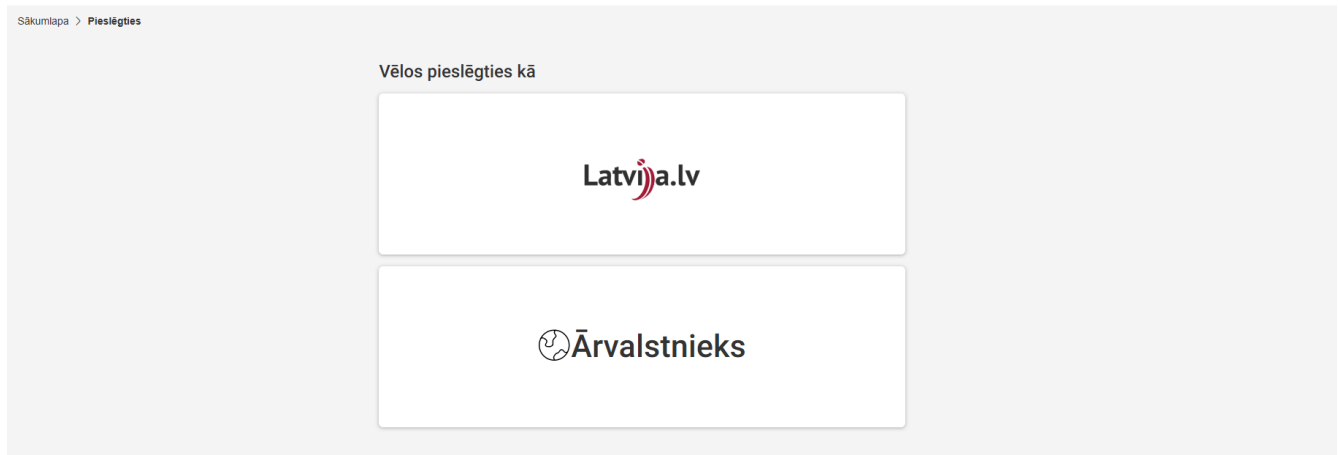 Sākumlapa > Pieslēgties
Vēlos pieslēgties kā
Latvija.lv
Ārvalstnieks